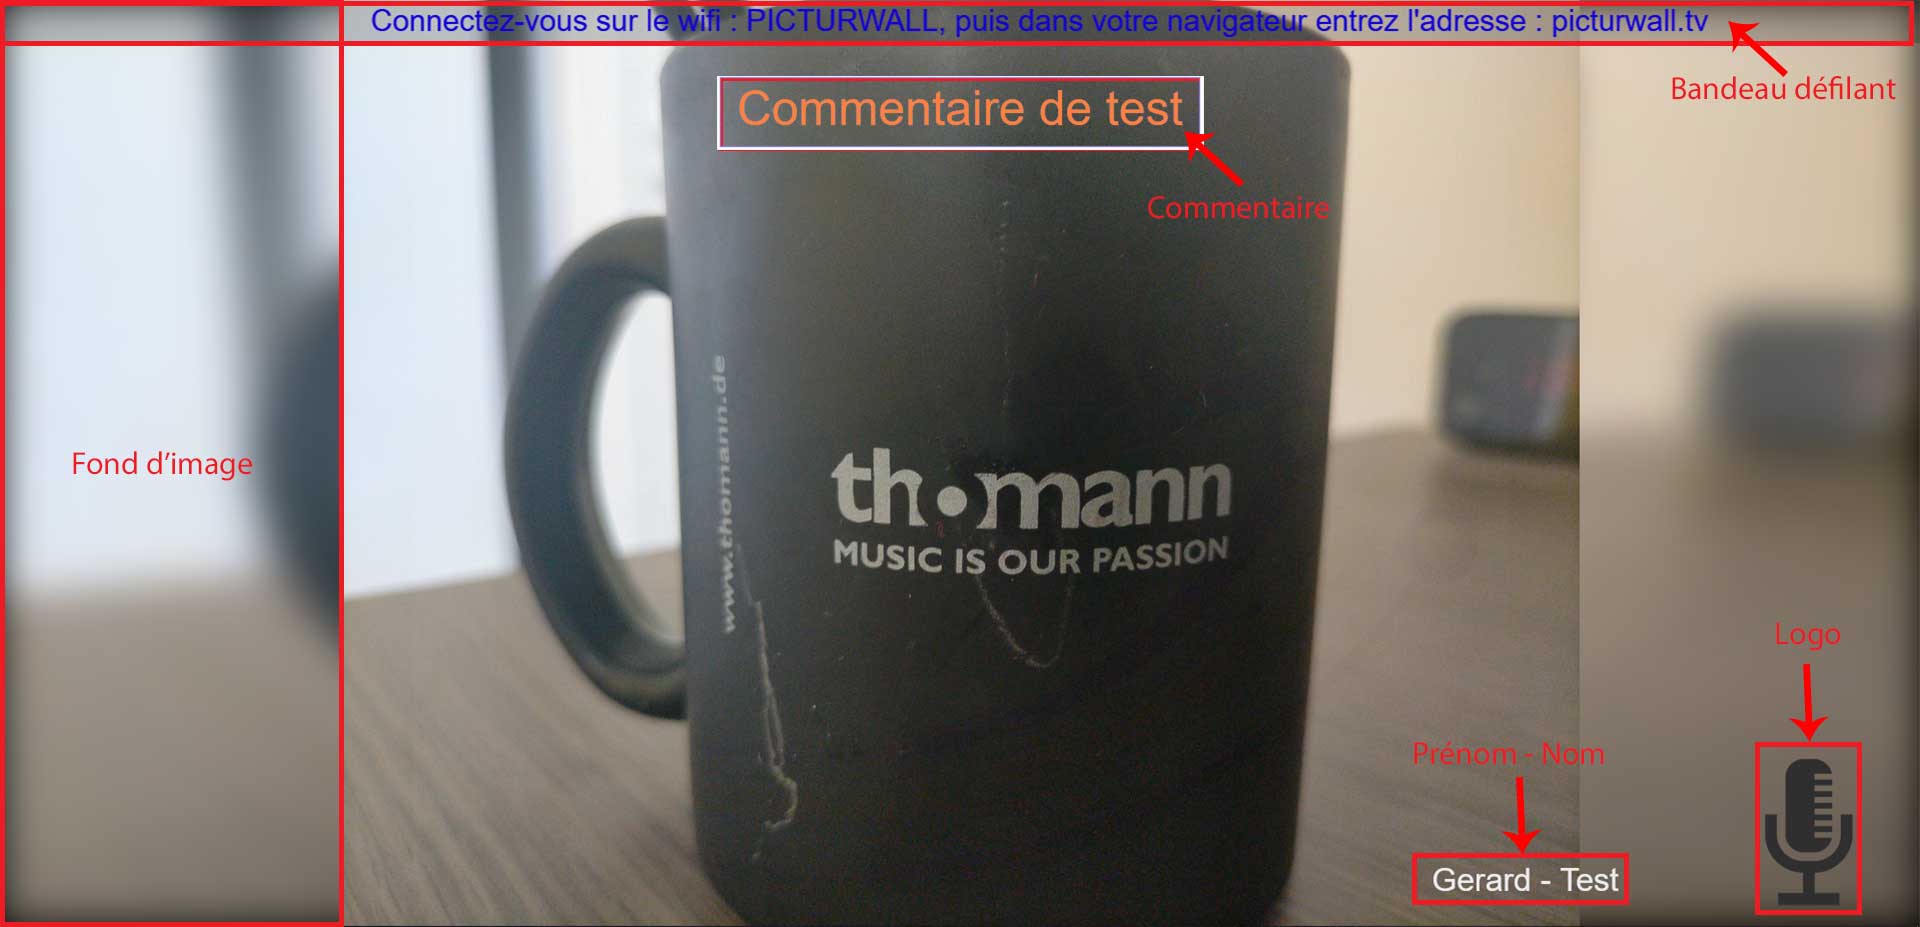 Connectez-vous sur le wifi : PICTURWALL, puis dans votre navigateur entrez l'adresse : picturwall.tv
Bandeau défilant
Commentaire de test
Commentaire
www.thomann.de
Fond d’image
thomann
MUSIC IS OUR PASSION
Logo
Prénom - Nom
Gerard - Test